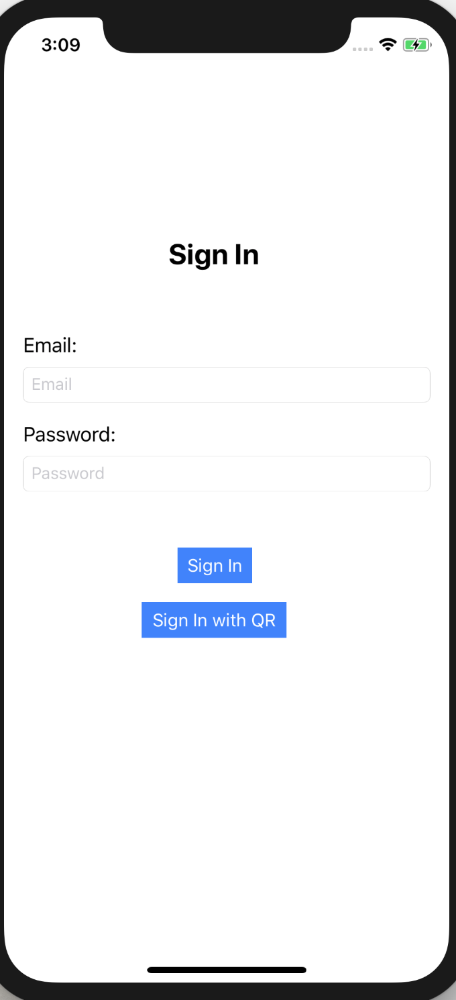 3:09
Sign In
Email:
Email
Password:
Password
Sign In
Sign In with QR